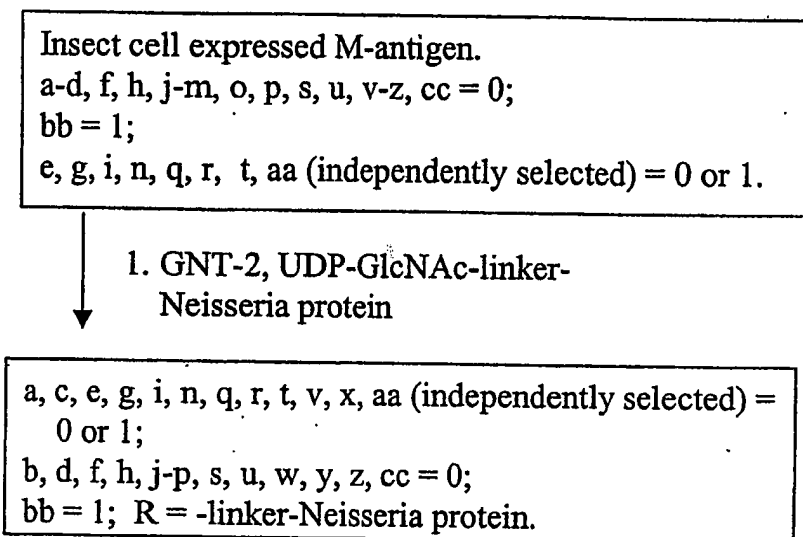 Insect cell expressed M-antigen.
a-d, f, h, j-m, o, p, s, u, v-z, cc = 0;
bb = 1;
e, g, i, n, q, r, t, aa (independently selected) = 0 or 1.
1. GNT-2, UDP-GlcNAc-linker-
Neisseria protein
a, c, e, g, i, n, q, r, t, v, x, aa (independently selected) =
0 or 1;
b, d, f, h, j-p, s, u, w, y, z, cc = 0;
bb = 1; R = -linker-Neisseria protein.